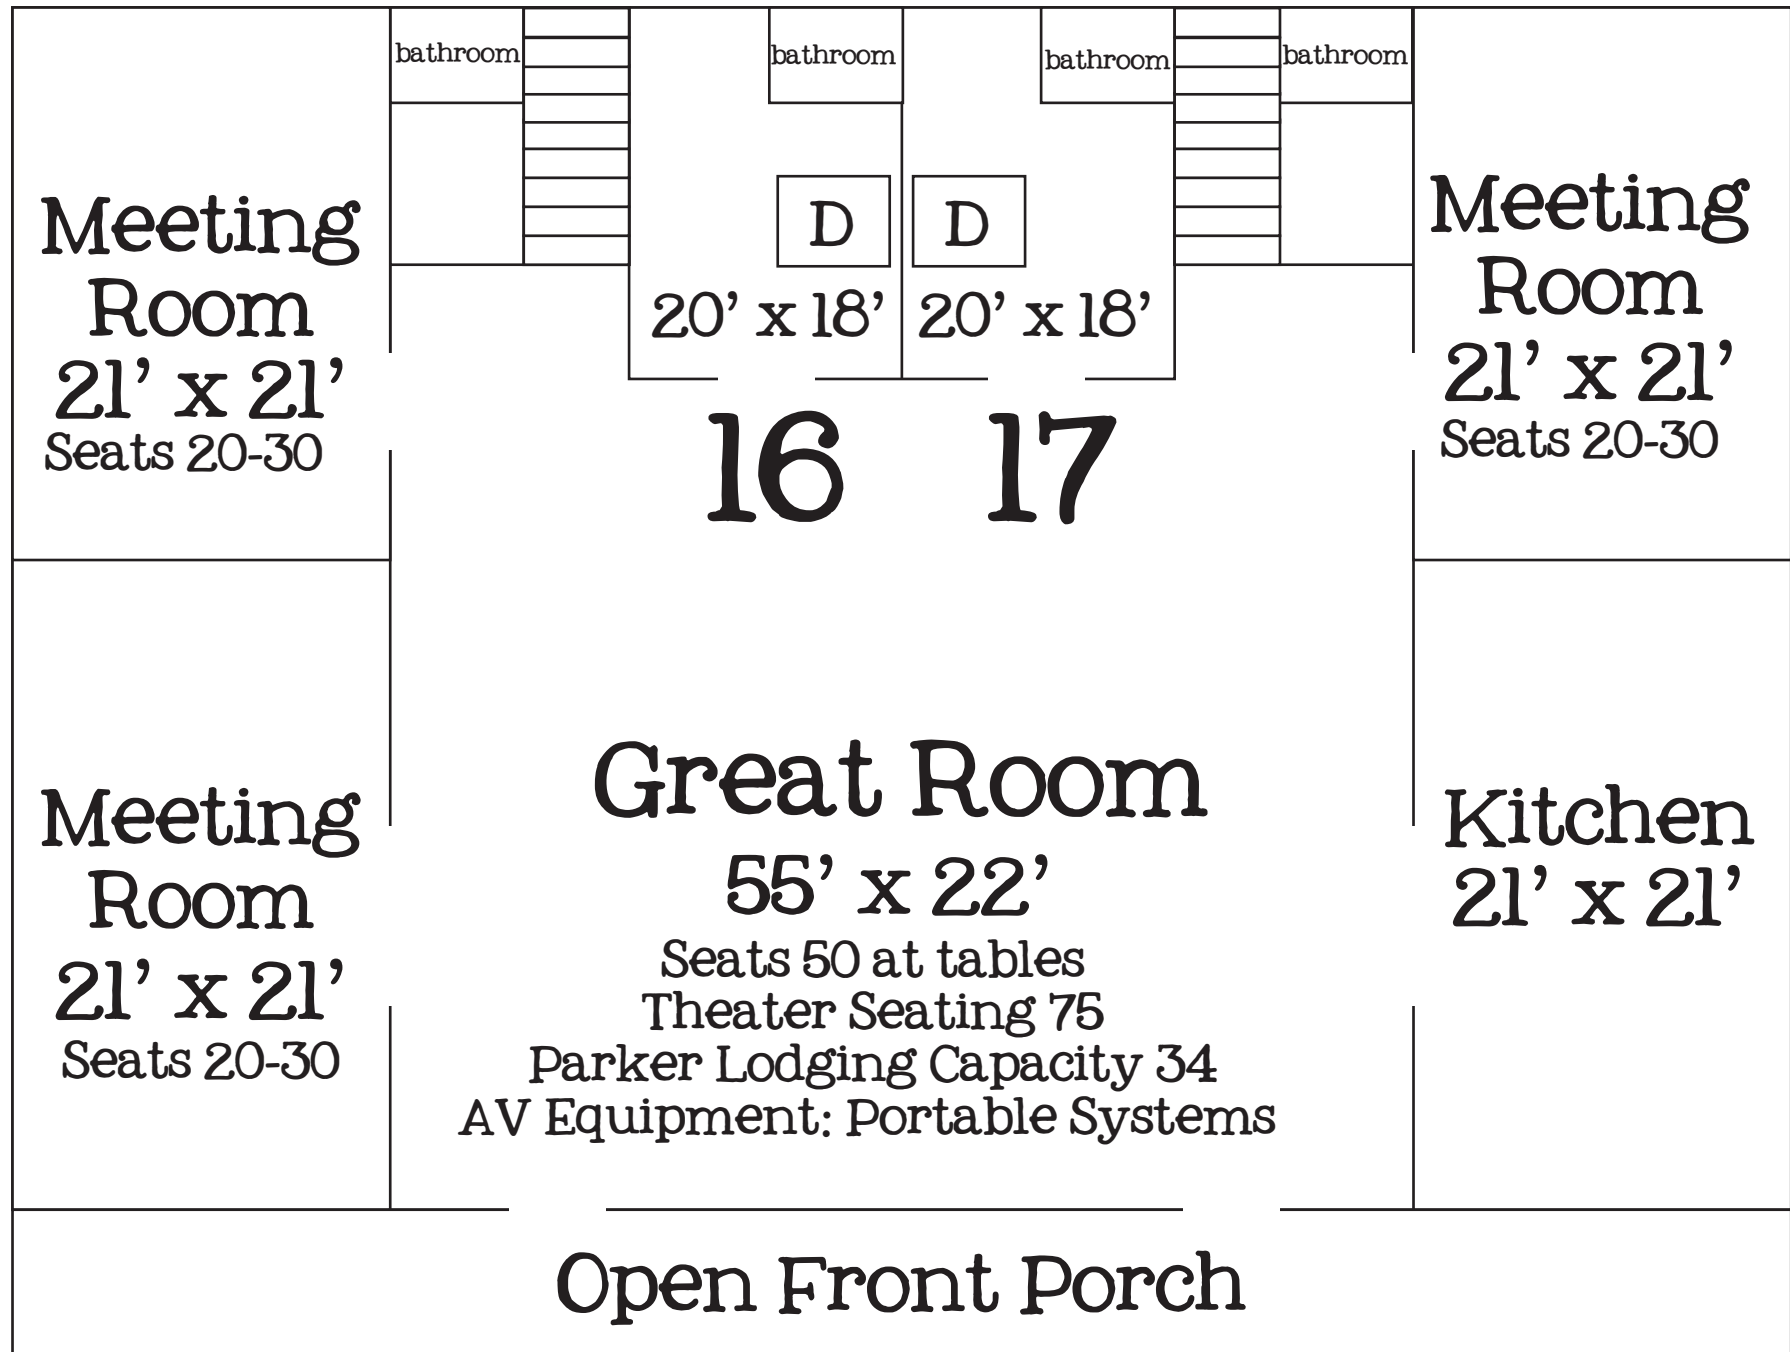 bathroom
bathroom
bathroom
bathroom
Meeting
Room
21’ x 21’
Seats 20-30
D
20’ x 18’
16
D
20’ x 18’
17
Meeting
Room
21’ x 21’
Seats 20-30
Meeting
Room
21’ x 21’
Seats 20-30
Great Room
55’ x 22’
Seats 50 at tables
Theater Seating 75
Parker Lodging Capacity 34
AV Equipment: Portable Systems
Kitchen
21’ x 21’
Open Front Porch